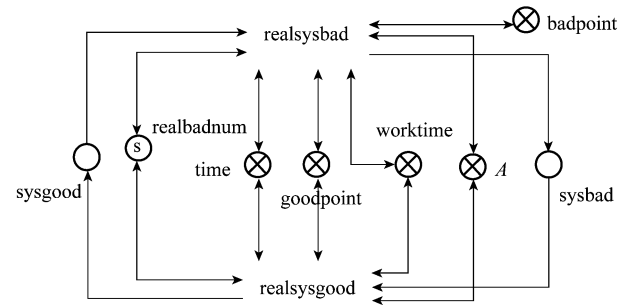 realsysbad
badpoint
realbadnum
s
worktime
time
A
sysgood
goodpoint
sysbad
realsysgood